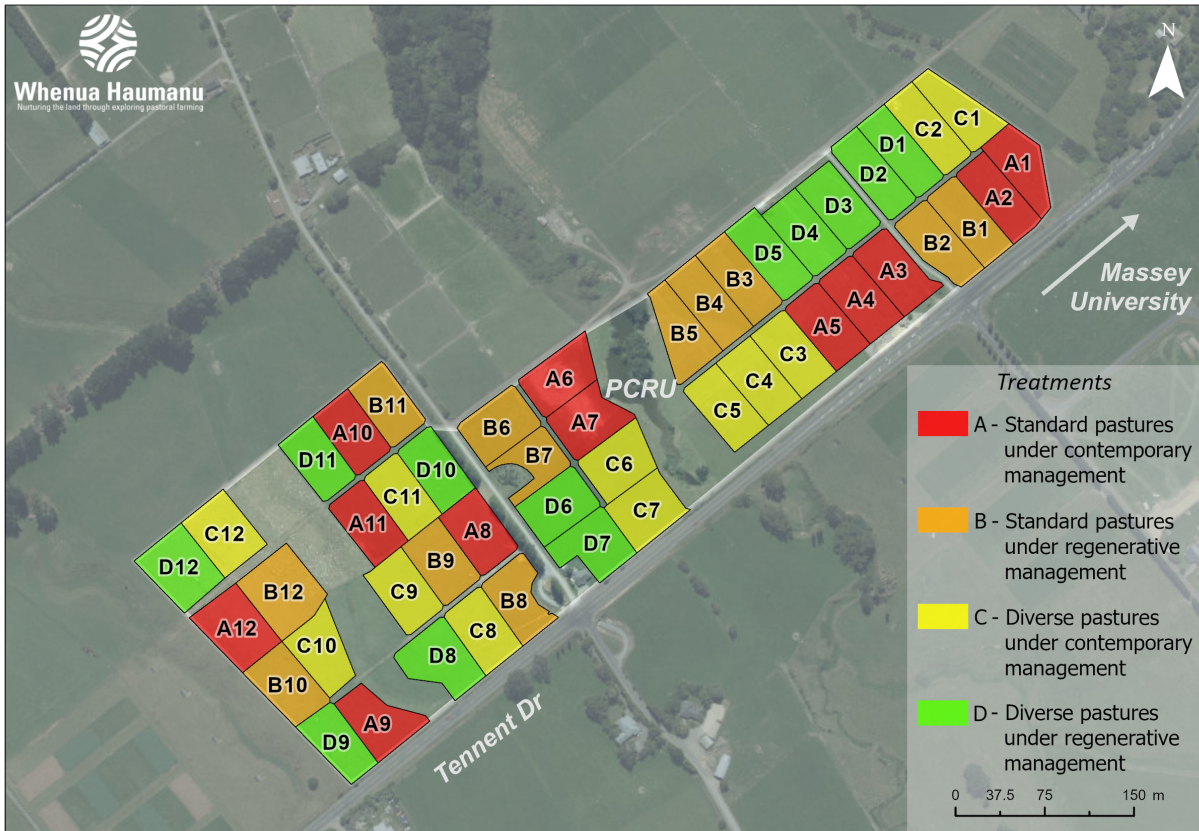 Whenua Haumanu
Nurturing the land through exploring pastoral farming
N
C1
C2
D1
D2
A1
A2
B1
B2
D3
D4
D5
B3
B4
B5
A3
A4
A5
C3
C4
C5
Massey
University
PCRU
A6
A7
B6
B7
C6
C7
D6
D7
B11
A10
D11
D10
C11
A11
A8
B9
C9
B8
C8
D8
C12
D12
B12
A12
C10
B10
A9
D9
Tennent Dr
Treatments
A - Standard pastures
under contemporary
management
B - Standard pastures
under regenerative
management
C - Diverse pastures
under contemporary
management
D - Diverse pastures
under regenerative
management
0 37.5 75 150 m